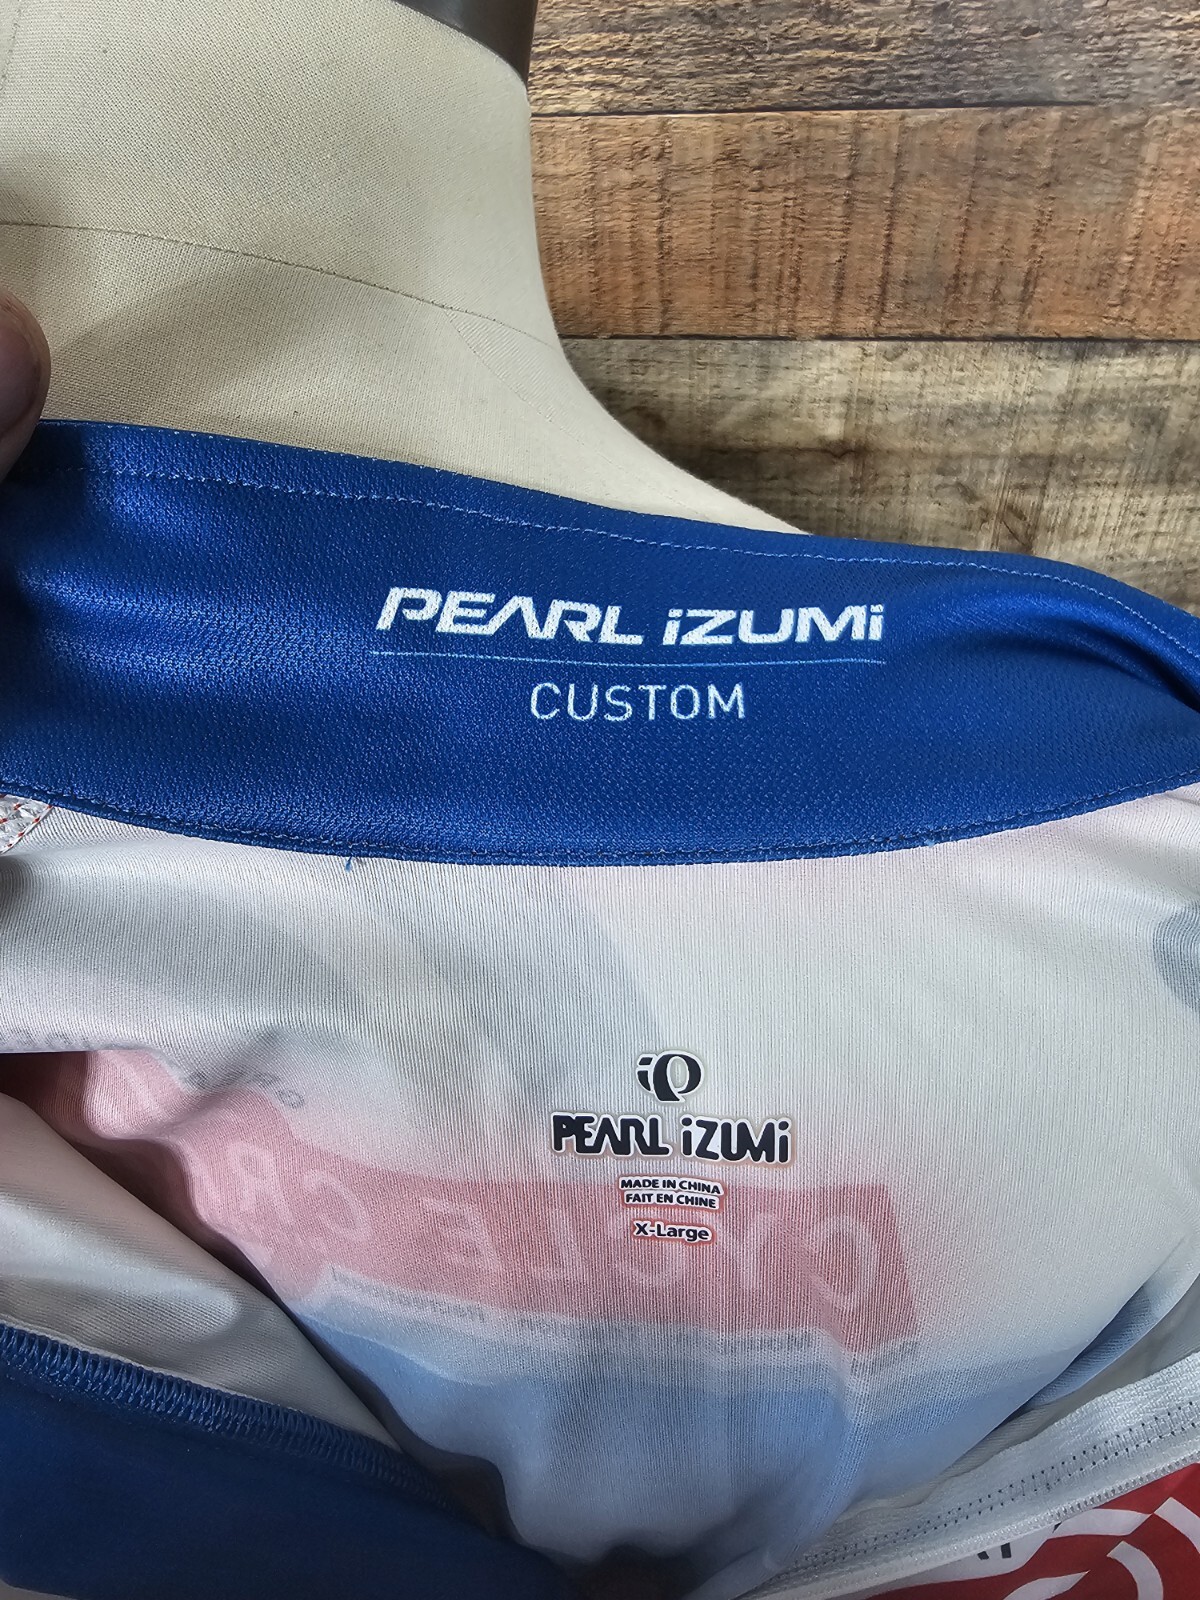 PEARL iZUMi
CUSTOM
PEARL iZUMi
MADE IN CHINA
FAIT EN CHINE
X-Large